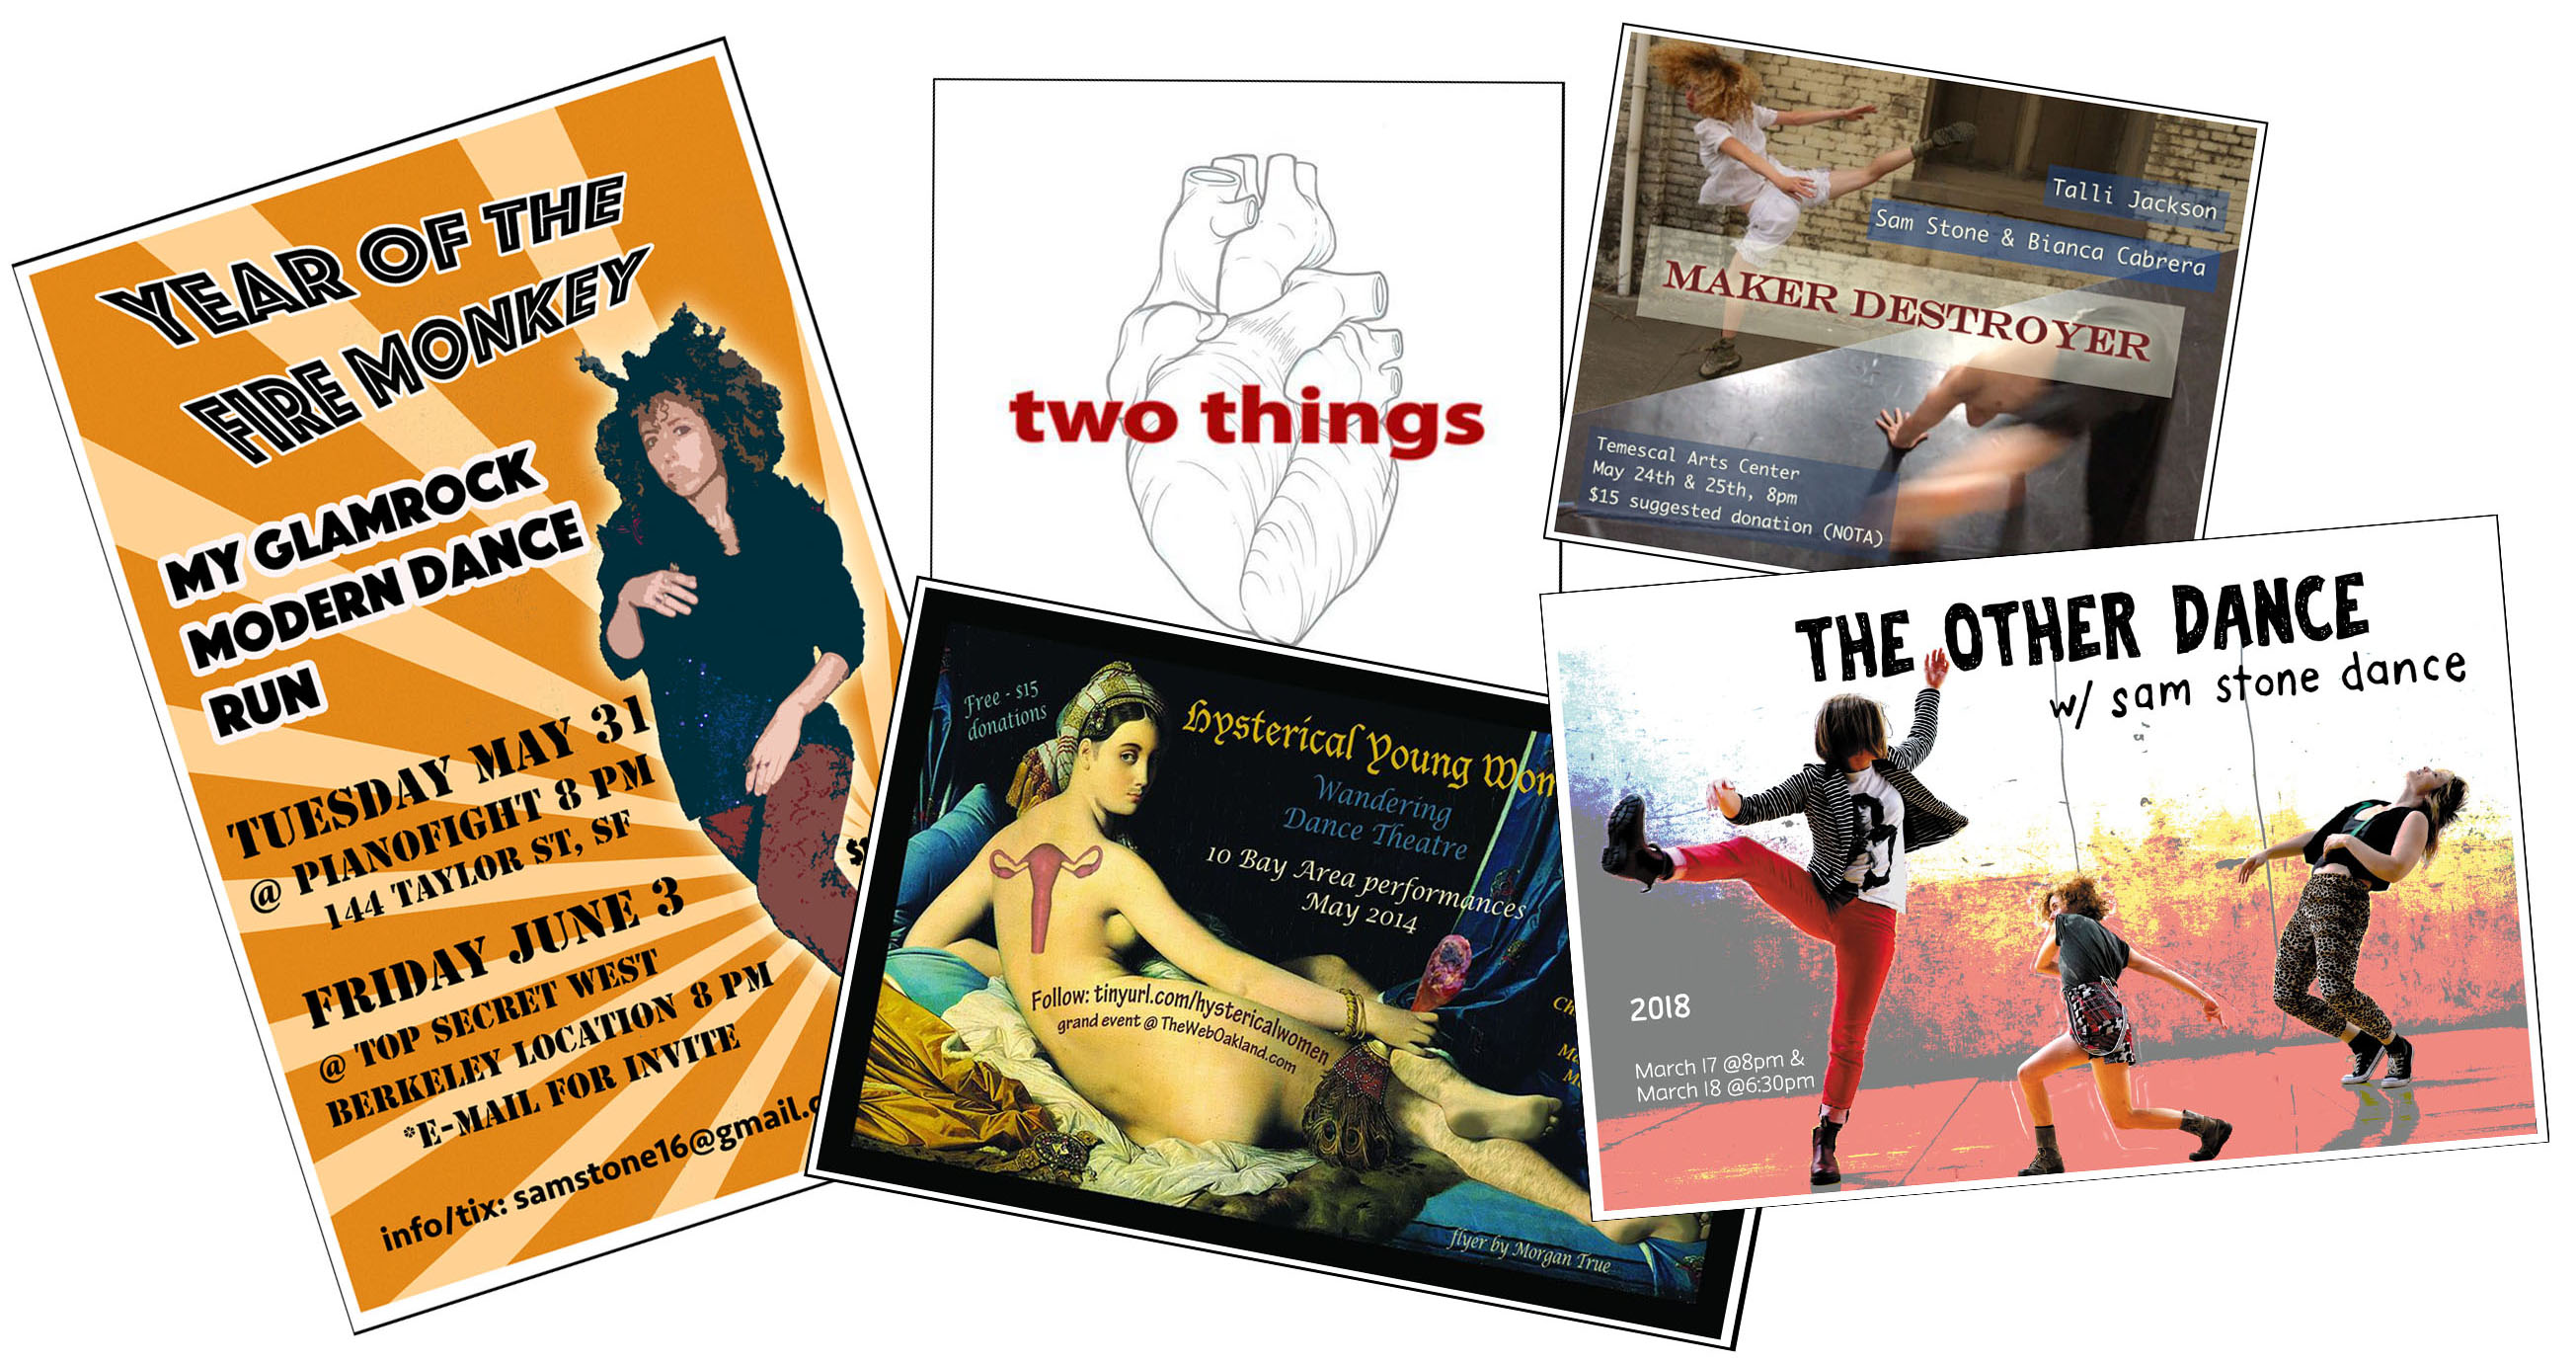 YEAR OF THE
FIRE MONKEY
MY GLAMROCK
MODERN DANCE
RUN
TUESDAY MAY 31
@ PIANOFIGHT 8 PM
144 TAYLOR ST, SF
FRIDAY JUNE 3
@ TOP SECRET WEST
BERKELEY LOCATION 8 PM
*E-MAIL FOR INVITE
info/tix: samstone16@gmail.
two things
Talli Jackson
Sam Stone & Bianca Cabrera
MAKER DESTROYER
Temescal Arts Center
May 24th & 25th, 8pm
$15 suggested donation (NOTA)
Free - $15
donations
Hysterical Young Wom
Wandering
Dance Theatre
10 Bay Area performances
May 2014
Follow: tinyurl.com/hystericalwomen
grand event @ TheWebOakland.com
flyer by Morgan True
THE OTHER DANCE
w/ sam stone dance
2018
March 17 @8pm &
March 18 @6:30pm